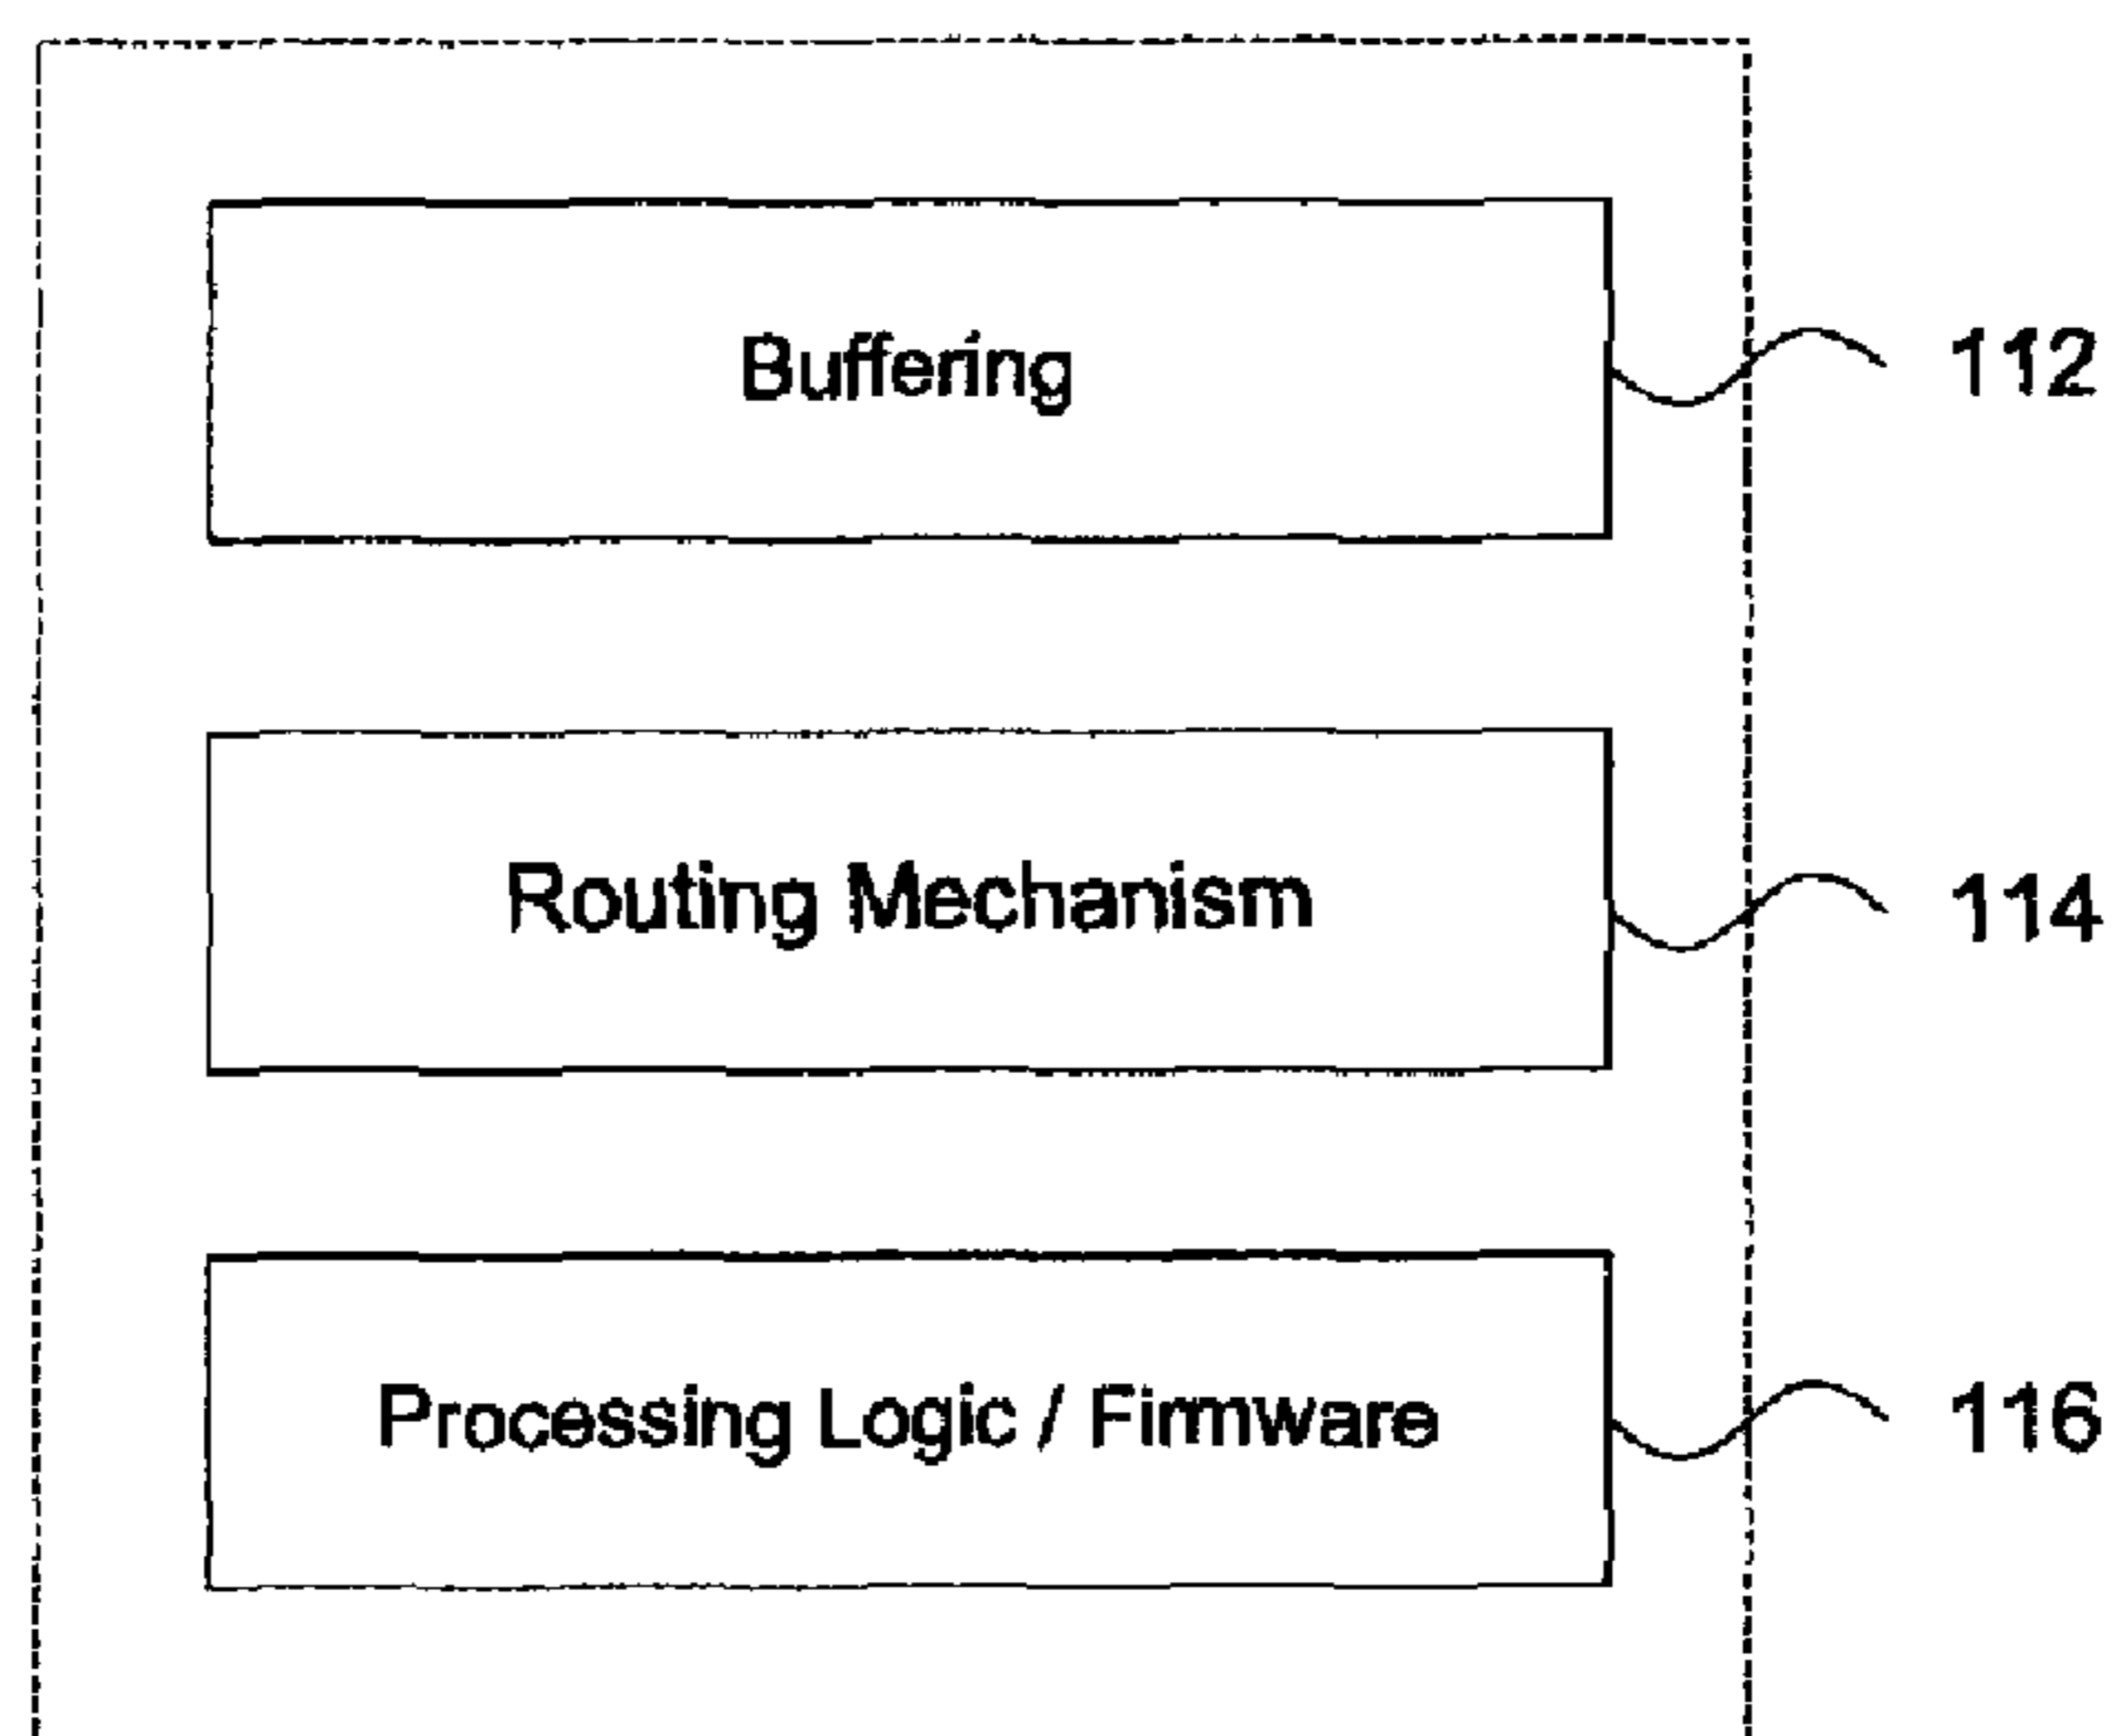 Buffering 112
Routing Mechanism 114
Processing Logic / Firmware 116